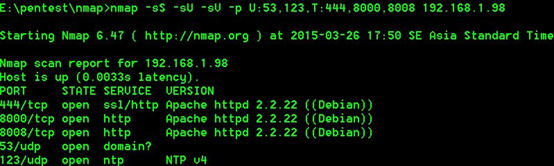 E:\pentest\nmap>nmap -sS -sU -sV -p U:53,123,T:444,8000,8008 192.168.1.98
Starting Nmap 6.47 ( http://nmap.org ) at 2015-03-26 17:50 SE Asia Standard Time
Nmap scan report for 192.168.1.98
Host is up (0.0033s latency).
PORT     STATE SERVICE  VERSION
444/tcp  open  ssl/http Apache httpd 2.2.22 ((Debian))
8000/tcp open  http     Apache httpd 2.2.22 ((Debian))
8008/tcp open  http     Apache httpd 2.2.22 ((Debian))
53/udp   open  domain?
123/udp  open  ntp      NTP v4